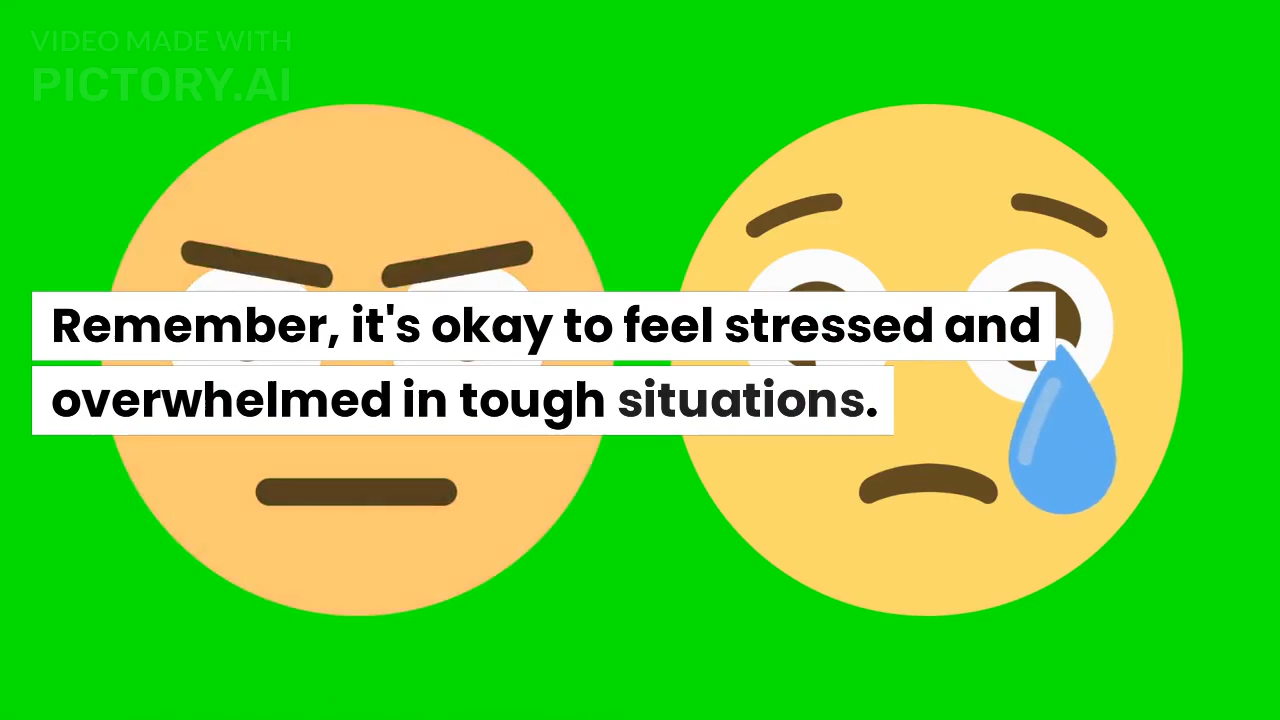 VIDEO MADE WITH
PICTORY.AI
Remember, it's okay to feel stressed and
overwhelmed in tough situations.